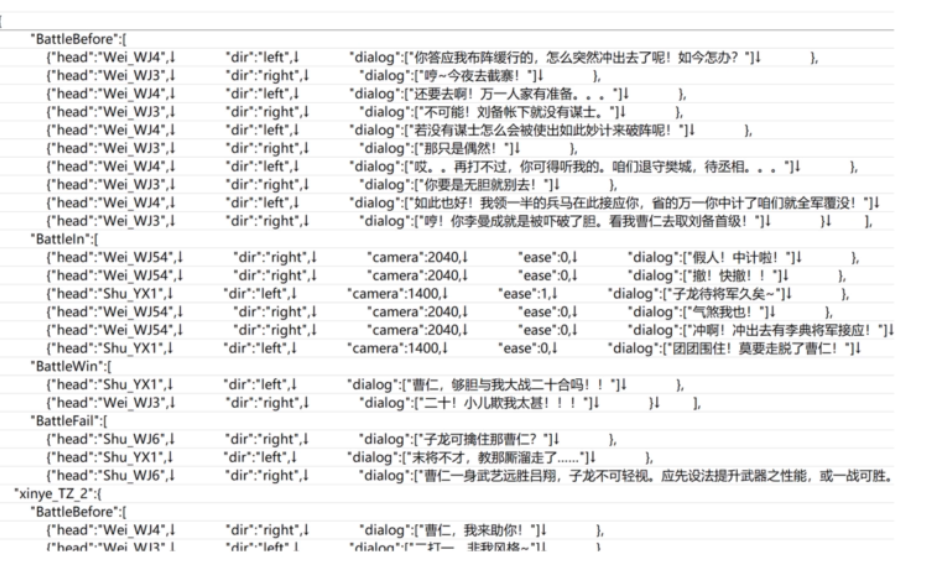 {
"BattleBefore":[
{"head":"Wei_WJ4",↓ "dir":"left",↓ "dialog":["你答应我布阵缓行的，怎么突然冲出去了呢！如今怎办？"]↓ },
{"head":"Wei_WJ3",↓ "dir":"right",↓ "dialog":["哼~今夜去截寨！"]↓ },
{"head":"Wei_WJ4",↓ "dir":"left",↓ "dialog":["还要去啊！万一人家有准备。。。"]↓ },
{"head":"Wei_WJ3",↓ "dir":"right",↓ "dialog":["不可能！刘备帐下就没有谋士。"]↓ },
{"head":"Wei_WJ4",↓ "dir":"left",↓ "dialog":["若没有谋士怎么会被使出如此妙计来破阵呢！"]↓ },
{"head":"Wei_WJ3",↓ "dir":"right",↓ "dialog":["那只是偶然！"]↓ },
{"head":"Wei_WJ4",↓ "dir":"left",↓ "dialog":["哎。。再打不过，你可得听我的。咱们退守樊城，待丞相。。。"]↓ },
{"head":"Wei_WJ3",↓ "dir":"right",↓ "dialog":["你要是无胆就别去！"]↓ },
{"head":"Wei_WJ4",↓ "dir":"left",↓ "dialog":["如此也好！我领一半的兵马在此接应你，省的万一你中计了咱们就全军覆没！"]↓
{"head":"Wei_WJ3",↓ "dir":"right",↓ "dialog":["哼！你李曼成就是被吓破了胆。看我曹仁去取刘备首级！"]↓ }↓ ],
"BattleIn":[
{"head":"Wei_WJ54",↓ "dir":"right",↓ "camera":2040,↓ "ease":0,↓ "dialog":["假人！中计啦！"]↓ },
{"head":"Wei_WJ54",↓ "dir":"right",↓ "camera":2040,↓ "ease":0,↓ "dialog":["撤！快撤！！"]↓ },
{"head":"Shu_YX1",↓ "dir":"left",↓ "camera":1400,↓ "ease":1,↓ "dialog":["子龙待将军久矣~"]↓ },
{"head":"Wei_WJ54",↓ "dir":"right",↓ "camera":2040,↓ "ease":0,↓ "dialog":["气煞我也！"]↓ },
{"head":"Wei_WJ54",↓ "dir":"right",↓ "camera":2040,↓ "ease":0,↓ "dialog":["冲啊！冲出去有李典将军接应！"]↓
{"head":"Shu_YX1",↓ "dir":"left",↓ "camera":1400,↓ "ease":0,↓ "dialog":["团团围住！莫要走脱了曹仁！"]↓
"BattleWin":[
{"head":"Shu_YX1",↓ "dir":"left",↓ "dialog":["曹仁，够胆与我大战二十合吗！！"]↓ },
{"head":"Wei_WJ3",↓ "dir":"right",↓ "dialog":["二十！小儿欺我太甚！！！"]↓ }↓ ],
"BattleFail":[
{"head":"Shu_WJ6",↓ "dir":"right",↓ "dialog":["子龙可擒住那曹仁？"]↓ },
{"head":"Shu_YX1",↓ "dir":"left",↓ "dialog":["末将不才，教那厮溜走了......"]↓ },
{"head":"Shu_WJ6",↓ "dir":"right",↓ "dialog":["曹仁一身武艺远胜吕翔，子龙不可轻视。应先设法提升武器之性能，或一战可胜。
"xinye_TZ_2":{
"BattleBefore":[
{"head":"Wei_WJ4",↓ "dir":"right",↓ "dialog":["曹仁，我来助你！"]↓ },
{"head":"Wei_WJ3",↓ "dir":"left",↓ "dialog":["二打一，非我风格~"]↓ }